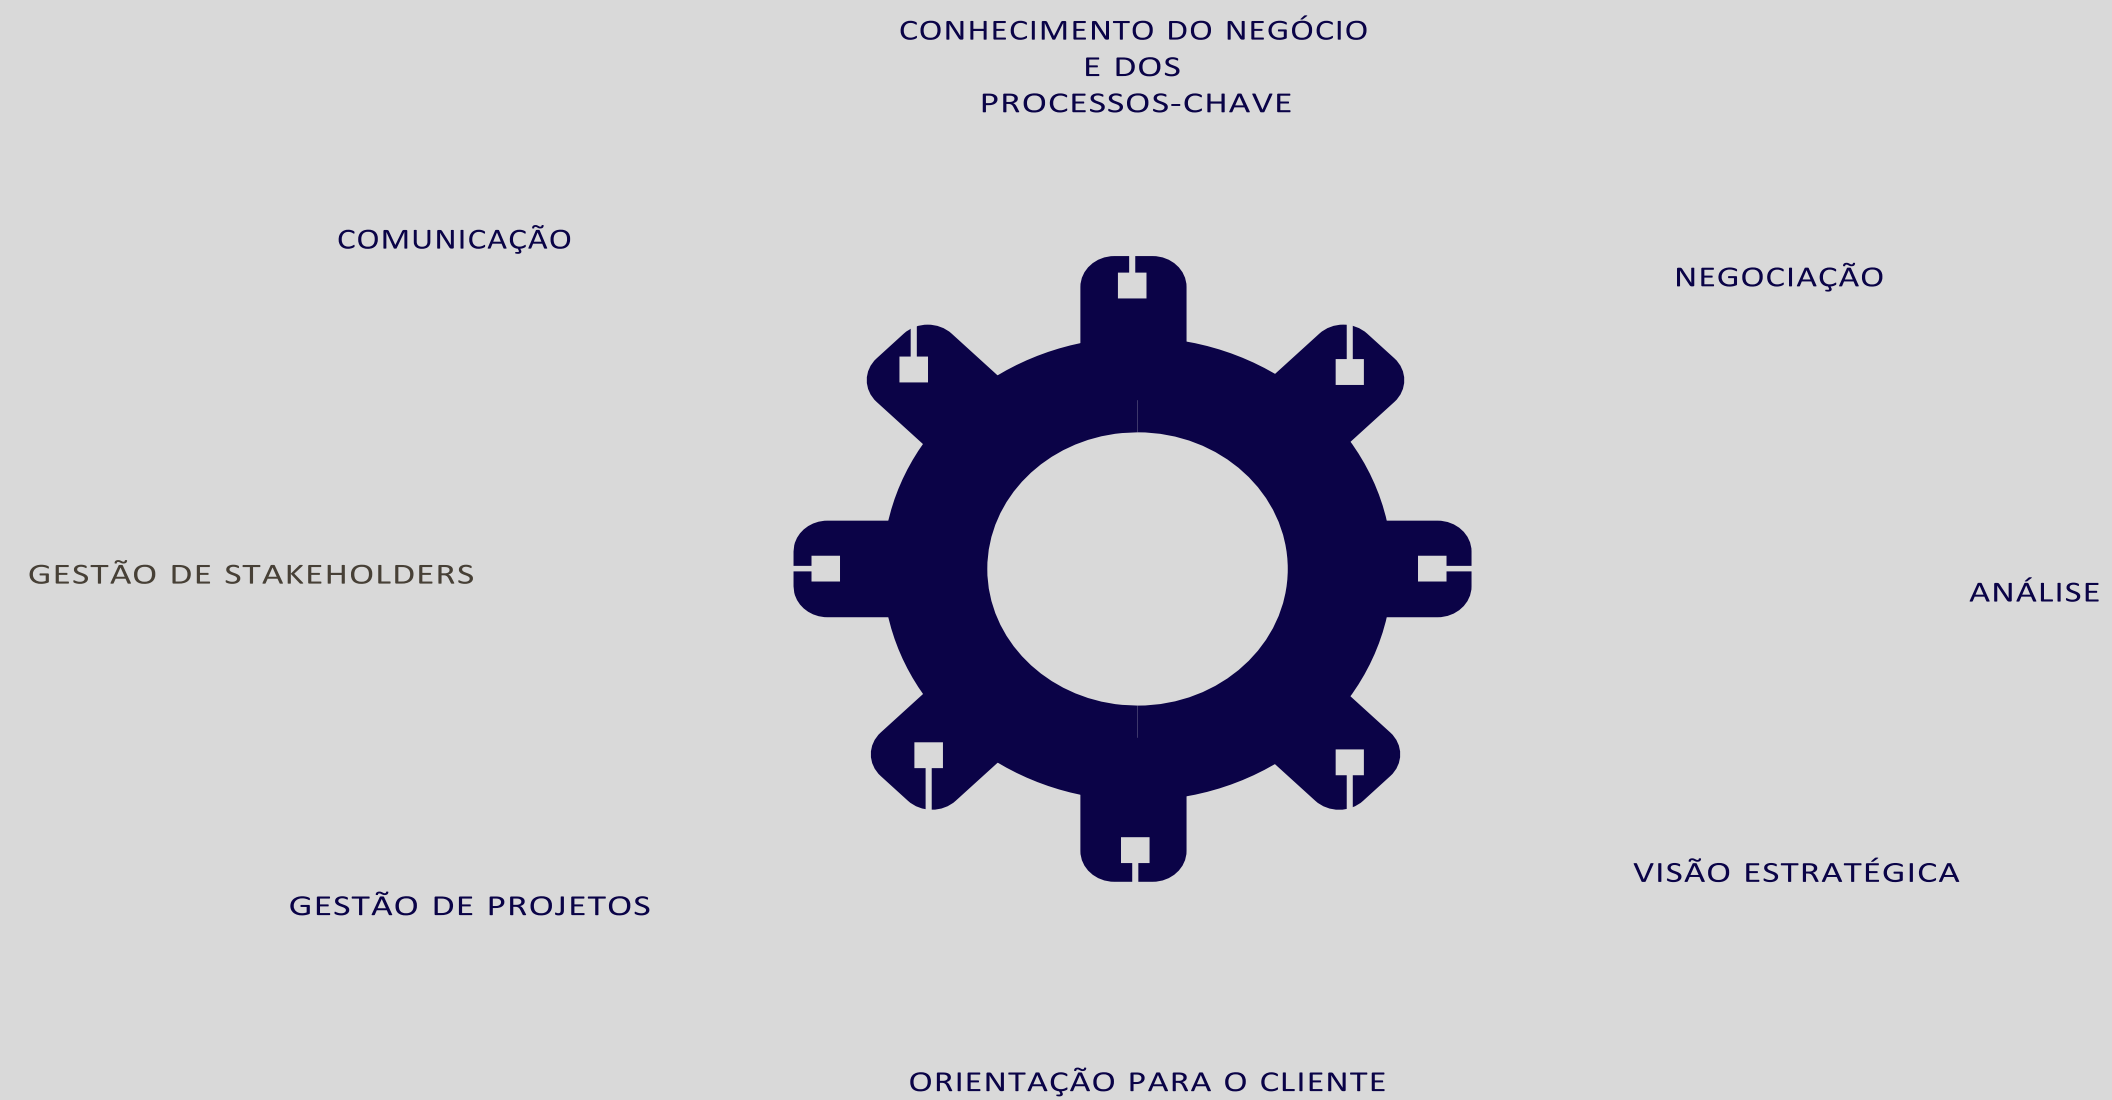 CONHECIMENTO DO NEGÓCIO
E DOS
PROCESSOS-CHAVE
COMUNICAÇÃO
NEGOCIAÇÃO
GESTÃO DE STAKEHOLDERS
ANÁLISE
VISÃO ESTRATÉGICA
GESTÃO DE PROJETOS
ORIENTAÇÃO PARA O CLIENTE